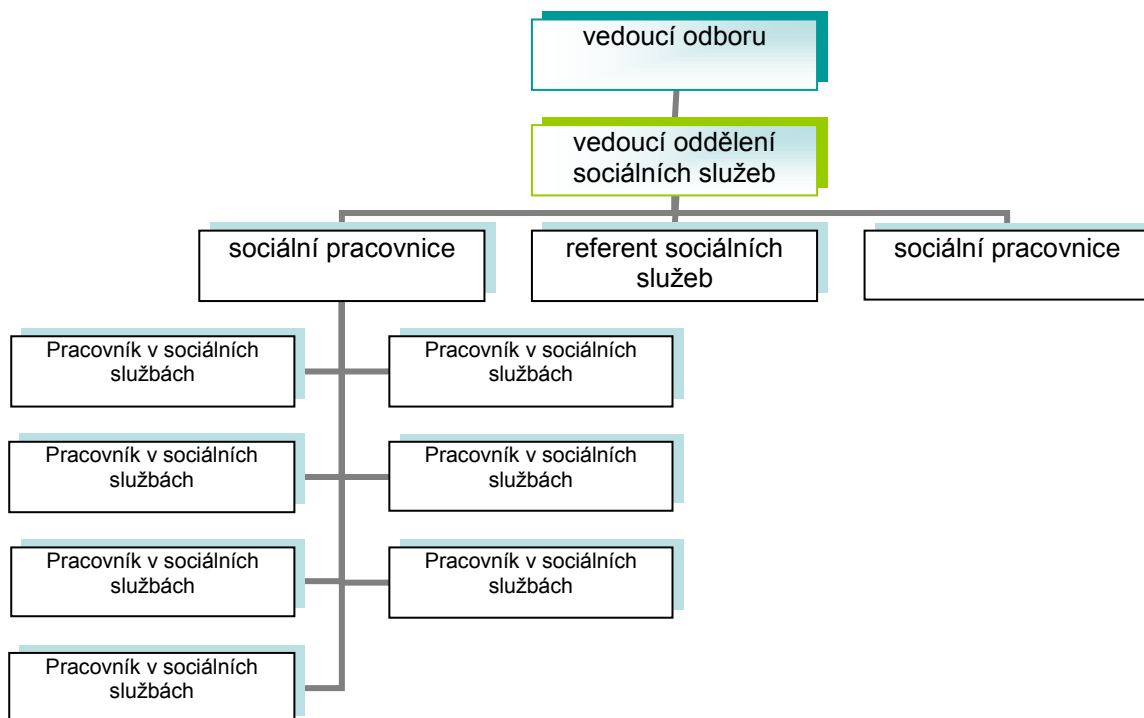 vedoucí odboru
vedoucí oddělení
sociálních služeb
sociální pracovnice
referent sociálních
služeb
sociální pracovnice
Pracovník v sociálních
službách
Pracovník v sociálních
službách
Pracovník v sociálních
službách
Pracovník v sociálních
službách
Pracovník v sociálních
službách
Pracovník v sociálních
službách
Pracovník v sociálních
službách